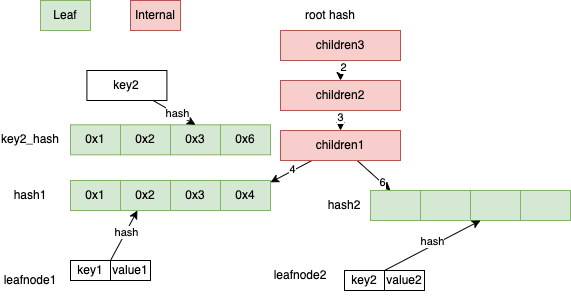 Leaf
Internal
root hash
children3
2
key2
children2
hash
3
key2_hash
0x1 0x2 0x3 0x6
children1
4
6
hash1
0x1 0x2 0x3 0x4
hash2
hash
hash
leafnode1
key1 value1
leafnode2
key2 value2